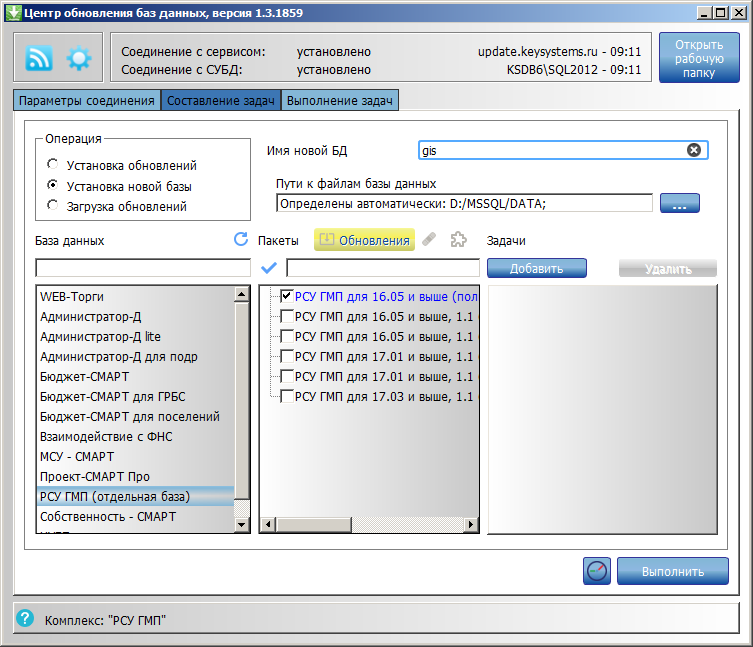 Центр обновления баз данных, версия 1.3.1859
Соединение с сервисом: установлено update.keysystems.ru - 09:11
Соединение с СУБД: установлено KSDB6\SQL2012 - 09:11
Открыть
рабочую
папку
Параметры соединения Составление задач Выполнение задач
Операция
Установка обновлений
Установка новой базы
Загрузка обновлений
Имя новой БД gis
Пути к файлам базы данных
Определены автоматически: D:/MSSQL/DATA; ...
База данных Пакеты Обновления Задачи
Добавить Удалить
WEB-Торги
Администратор-Д
Администратор-Д lite
Администратор-Д для подр
Бюджет-СМАРТ
Бюджет-СМАРТ для ГРБС
Бюджет-СМАРТ для поселений
Взаимодействие с ФНС
МСУ - СМАРТ
Проект-СМАРТ Про
РСУ ГМП (отдельная база)
Собственность - СМАРТ
РСУ ГМП для 16.05 и выше (пол
РСУ ГМП для 16.05 и выше, 1.1
РСУ ГМП для 16.05 и выше, 1.1
РСУ ГМП для 17.01 и выше, 1.1
РСУ ГМП для 17.01 и выше, 1.1
РСУ ГМП для 17.03 и выше, 1.1
Выполнить
? Комплекс: "РСУ ГМП"